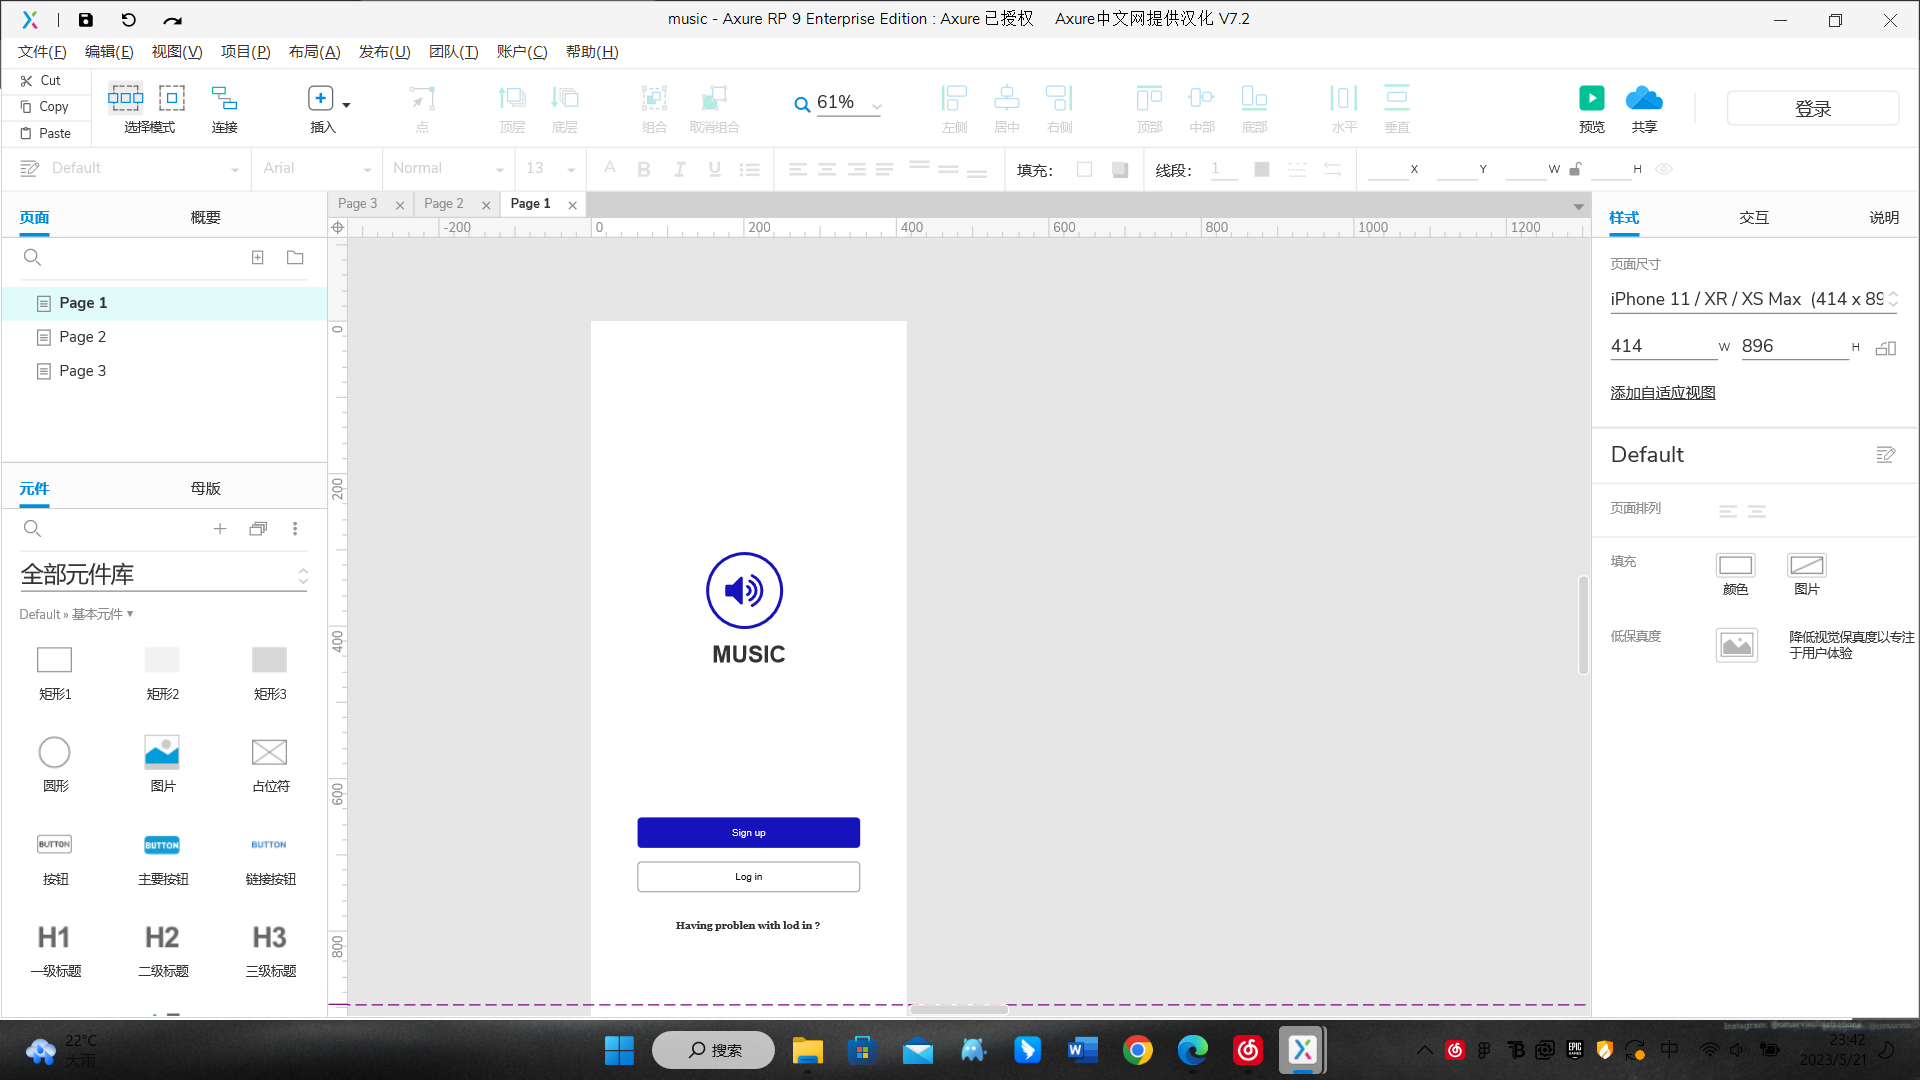 music - Axure RP 9 Enterprise Edition : Axure 已授权 Axure中文网提供汉化 V7.2
文件(F) 编辑(E) 视图(V) 项目(P) 布局(A) 发布(U) 团队(T) 账户(C) 帮助(H)
Cut
Copy
Paste
选择模式 连接 插入 点 顶层 底层 组合 取消组合 61% 左侧 居中 右侧 顶部 中部 底部 水平 垂直 预览 共享 登录
Default Arial Normal 13 填充: 线段: 1 X Y W H
页面 概要
Page 3 Page 2 Page 1
-200 0 200 400 600 800 1000 1200
样式 交互 说明
Page 1
Page 2
Page 3
0
200
400
600
800
元件 母版
全部元件库
Default » 基本元件
矩形1 矩形2 矩形3
圆形 图片 占位符
BUTTON BUTTON BUTTON
按钮 主要按钮 链接按钮
H1 H2 H3
一级标题 二级标题 三级标题
MUSIC
Sign up
Log in
Having problem with lod in ?
页面尺寸
iPhone 11 / XR / XS Max (414 x 89
414 W 896 H
添加自适应视图
Default
页面排列
填充
颜色 图片
低保真度
降低视觉保真度以专注
于用户体验
22°C
大雨
搜索
中
23:42
2023/5/21